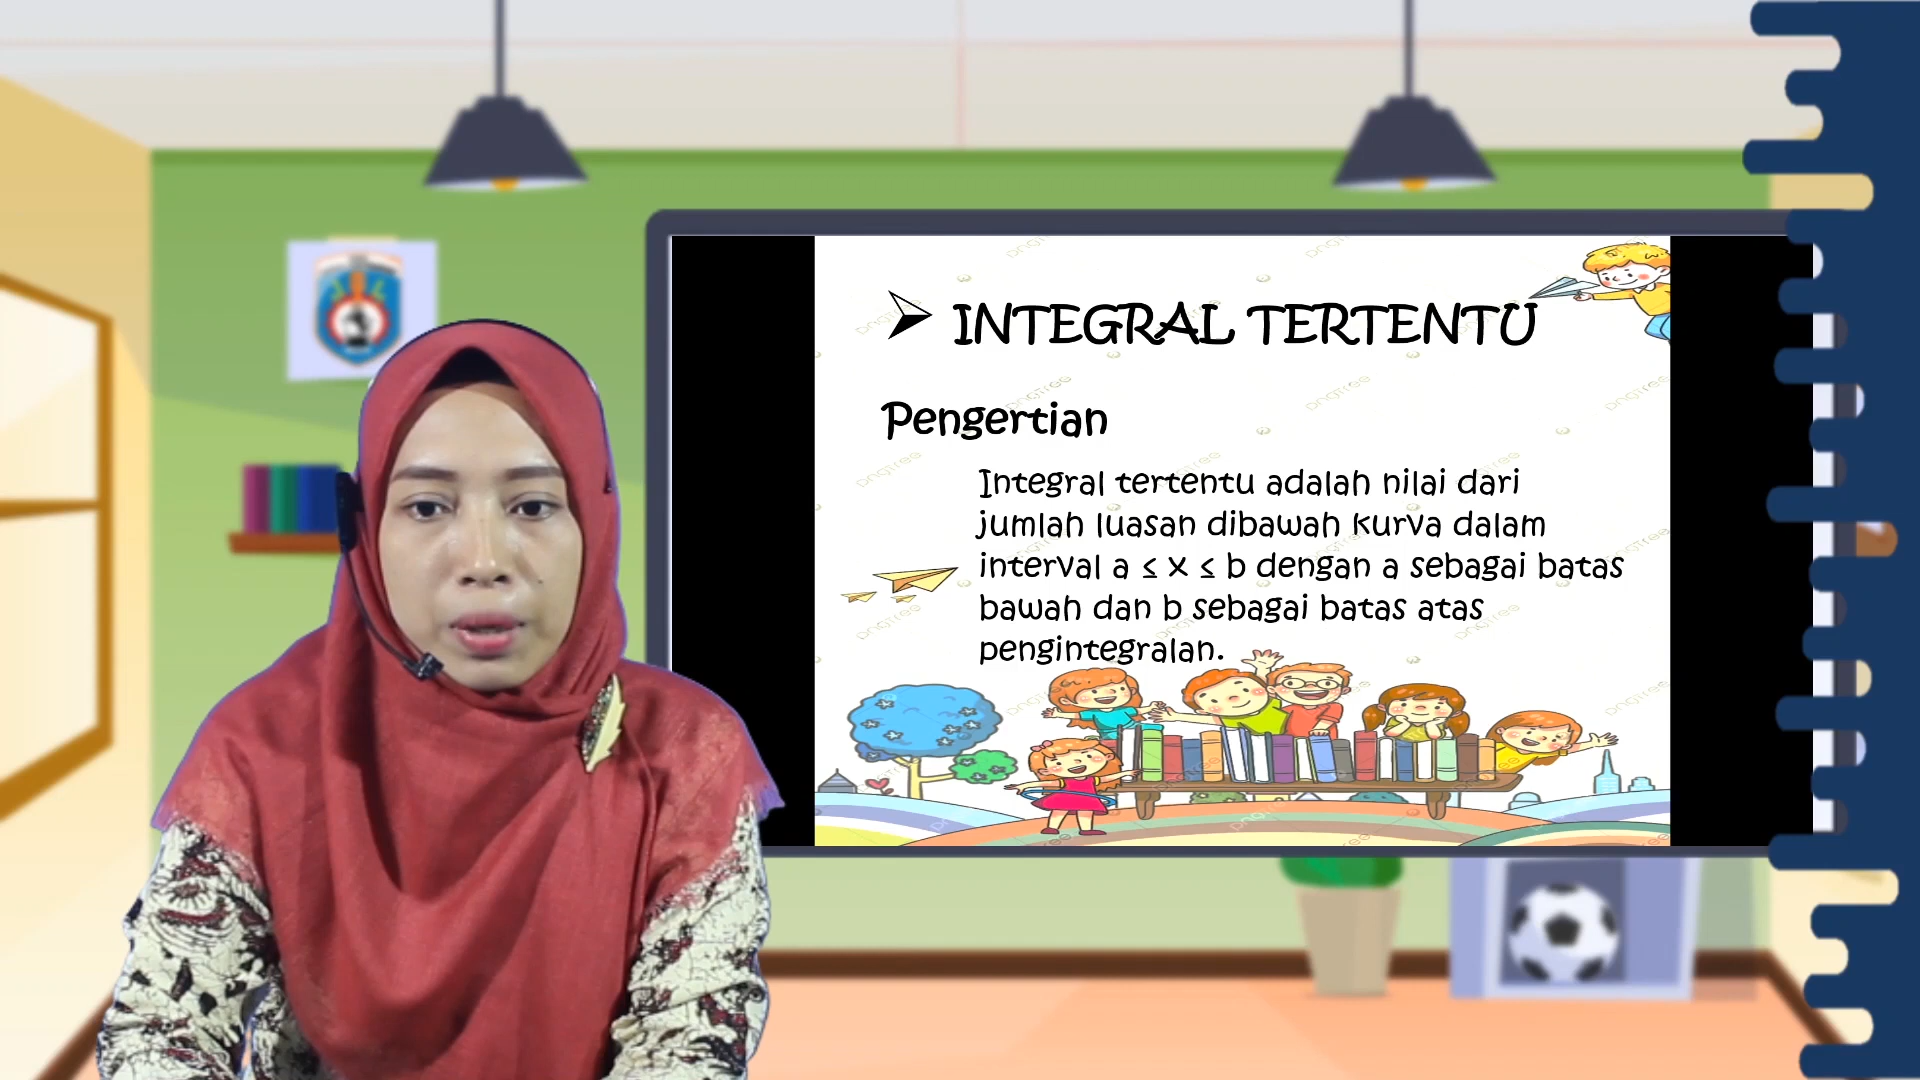 INTEGRAL TERTENTU
Pengertian
Integral tertentu adalah nilai dari
jumlah luasan dibawah kurva dalam
interval a ≤ x ≤ b dengan a sebagai batas
bawah dan b sebagai batas atas
pengintegralan.